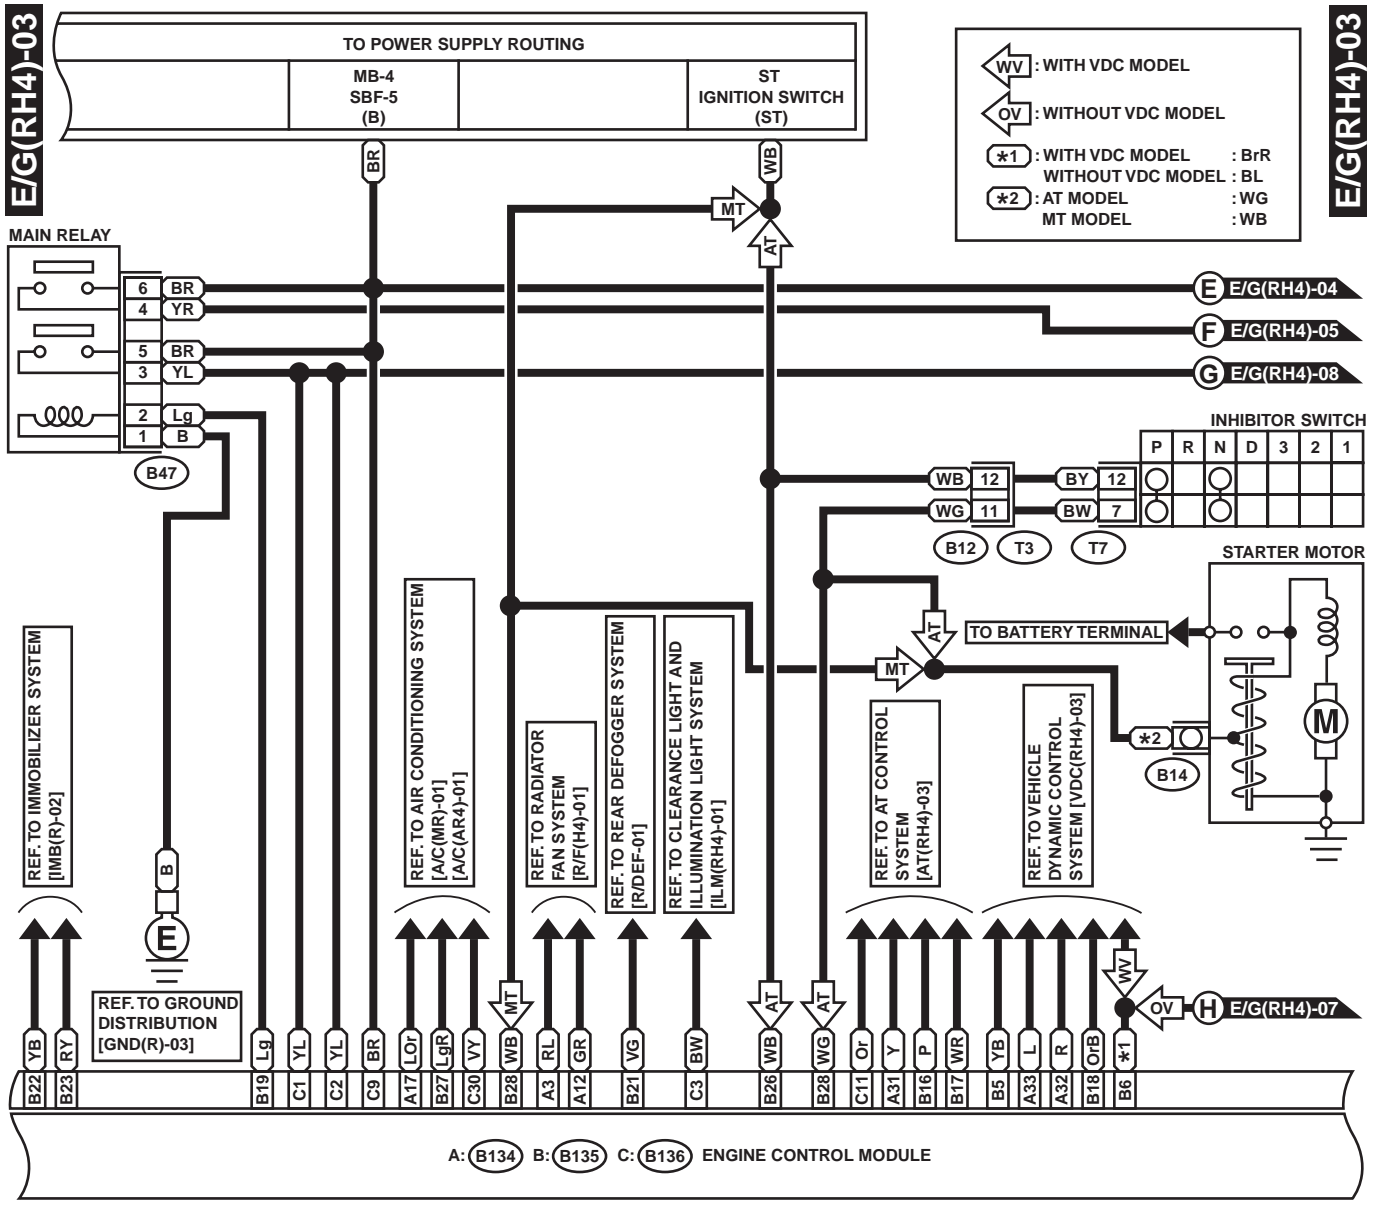 E/G(RH4)-03
E/G(RH4)-03
TO POWER SUPPLY ROUTING
MB-4
SBF-5
(B)
ST
IGNITION SWITCH
(ST)
WV : WITH VDC MODEL
OV : WITHOUT VDC MODEL
*1 : WITH VDC MODEL : BrR
WITHOUT VDC MODEL : BL
*2 : AT MODEL : WG
MT MODEL : WB
BR
WB
MT
AT
MAIN RELAY
6 BR
4 YR
5 BR
3 YL
2 Lg
1 B
B47
E E/G(RH4)-04
F E/G(RH4)-05
G E/G(RH4)-08
INHIBITOR SWITCH
P R N D 3 2 1
WB 12 BY 12
WG 11 BW 7
B12 T3 T7
STARTER MOTOR
TO BATTERY TERMINAL
AT
MT
M
*2
B14
REF. TO IMMOBILIZER SYSTEM
[IMB(R)-02]
B
E
REF. TO GROUND
DISTRIBUTION
[GND(R)-03]
REF. TO AIR CONDITIONING SYSTEM
[A/C(MR)-01]
[A/C(AR4)-01]
REF. TO RADIATOR
FAN SYSTEM
[R/F(H4)-01]
REF. TO REAR DEFOGGER SYSTEM
[R/DEF-01]
REF. TO CLEARANCE LIGHT AND
ILLUMINATION LIGHT SYSTEM
[ILM(RH4)-01]
REF. TO AT CONTROL
SYSTEM
[AT(RH4)-03]
REF. TO VEHICLE
DYNAMIC CONTROL
SYSTEM [VDC(RH4)-03]
MT
AT
AT
WV
OV
H E/G(RH4)-07
YB RY Lg YL YL BR LOr LgR VY WB RL GR VG BW WB WG Or Y P WR YB L R OrB *1
B22 B23 B19 C1 C2 C9 A17 B27 C30 B28 A3 A12 B21 C3 B26 B28 C11 A31 B16 B17 B5 A33 A32 B18 B6
A: B134 B: B135 C: B136 ENGINE CONTROL MODULE